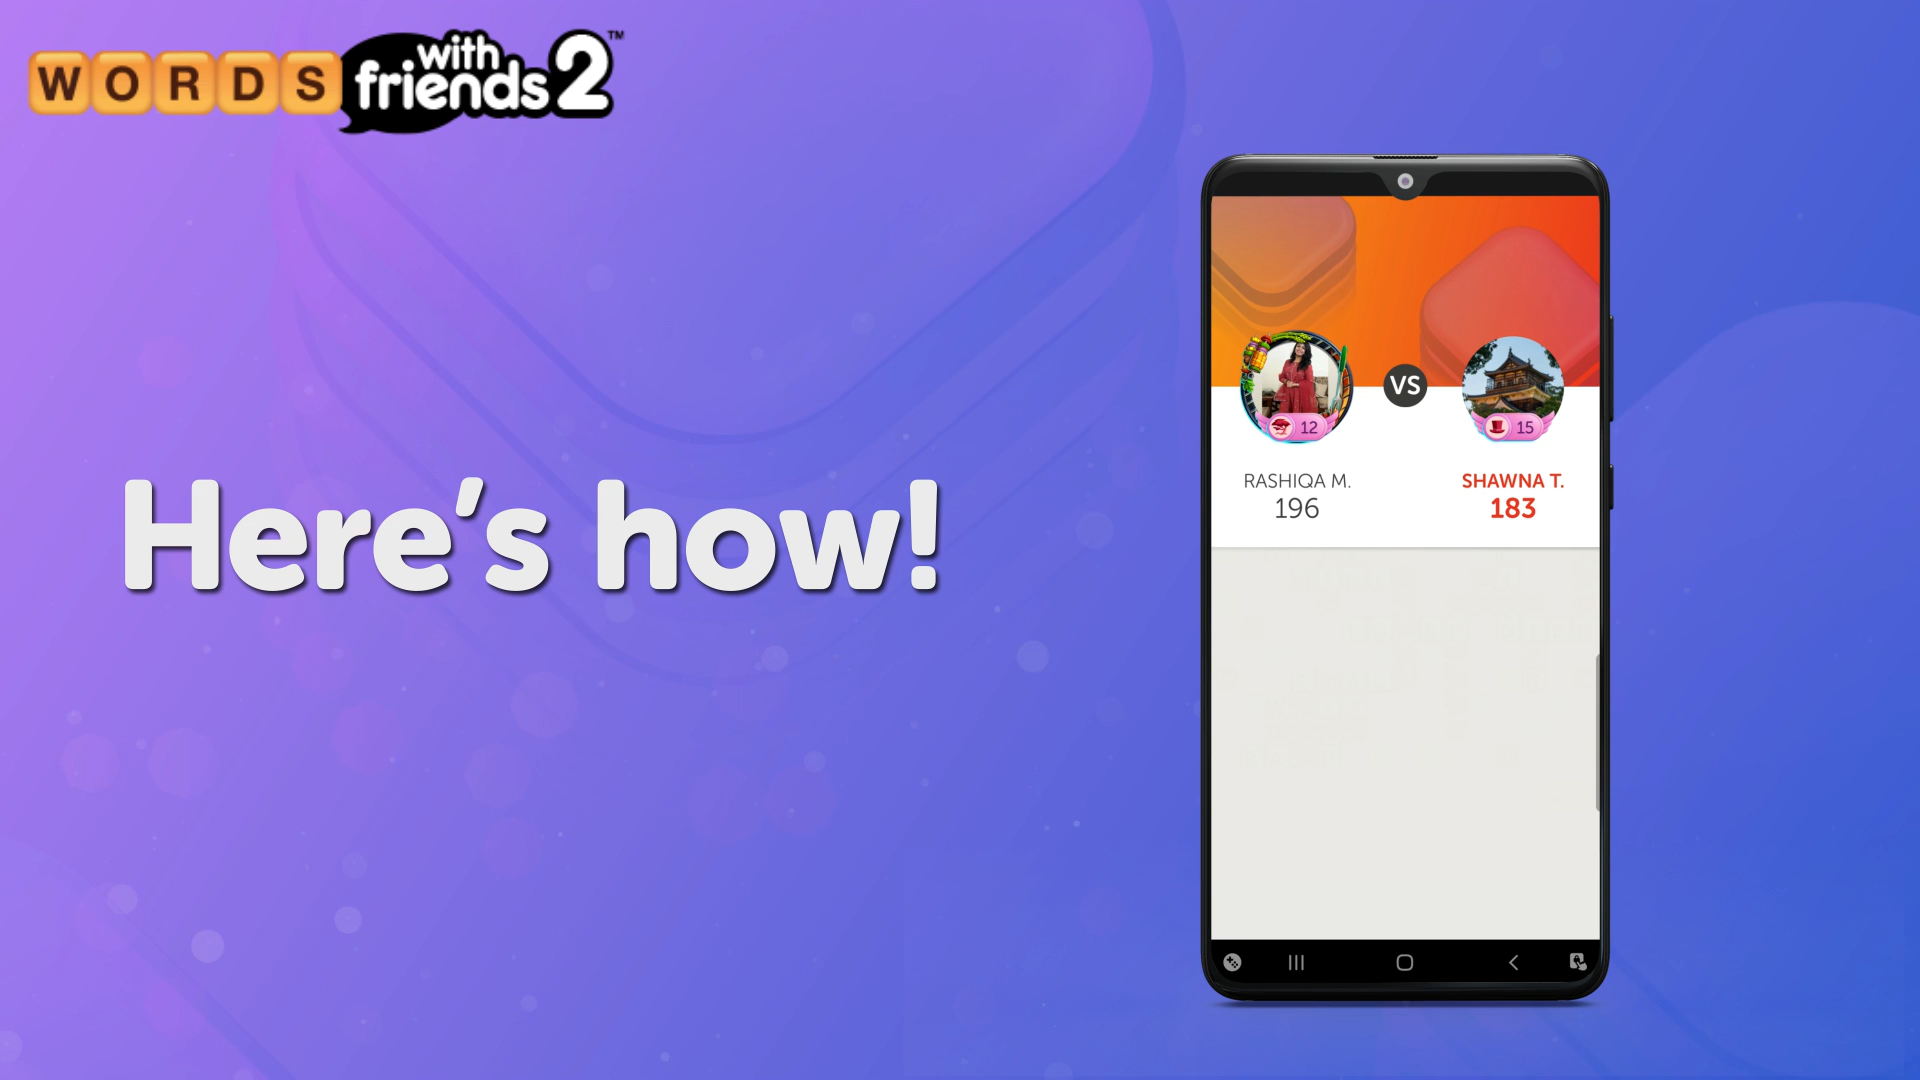 WORDS with friends 2™
Here's how!
VS
12
15
RASHIQA M.
196
SHAWNA T.
183